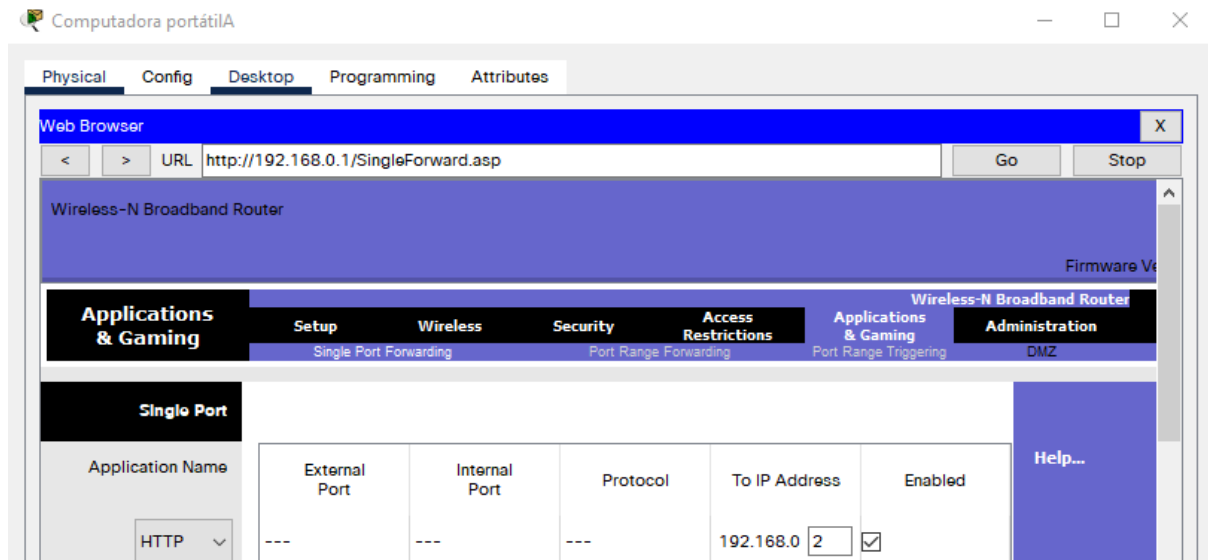 Computadora portátilA
Physical Config Desktop Programming Attributes
Web Browser X
< > URL http://192.168.0.1/SingleForward.asp Go Stop
Wireless-N Broadband Router
Firmware Ve
Wireless-N Broadband Router
Applications & Gaming
Setup Wireless Security Access Restrictions Applications & Gaming Administration
Single Port Forwarding Port Range Forwarding Port Range Triggering DMZ
Single Port
Help...
Application Name External Port Internal Port Protocol To IP Address Enabled
HTTP --- --- --- 192.168.0 2